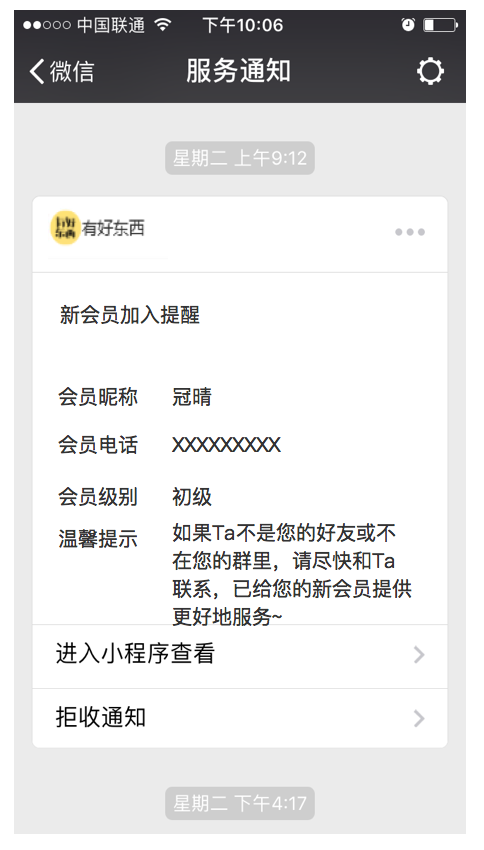 中国联通 下午10:06
微信 服务通知
星期二 上午9:12
有好东西 有好东西
新会员加入提醒
会员昵称 冠晴
会员电话 XXXXXXXXX
会员级别 初级
温馨提示 如果Ta不是您的好友或不
在您的群里，请尽快和Ta
联系，已给您的新会员提供
更好地服务~
进入小程序查看
拒收通知
星期二 下午4:17